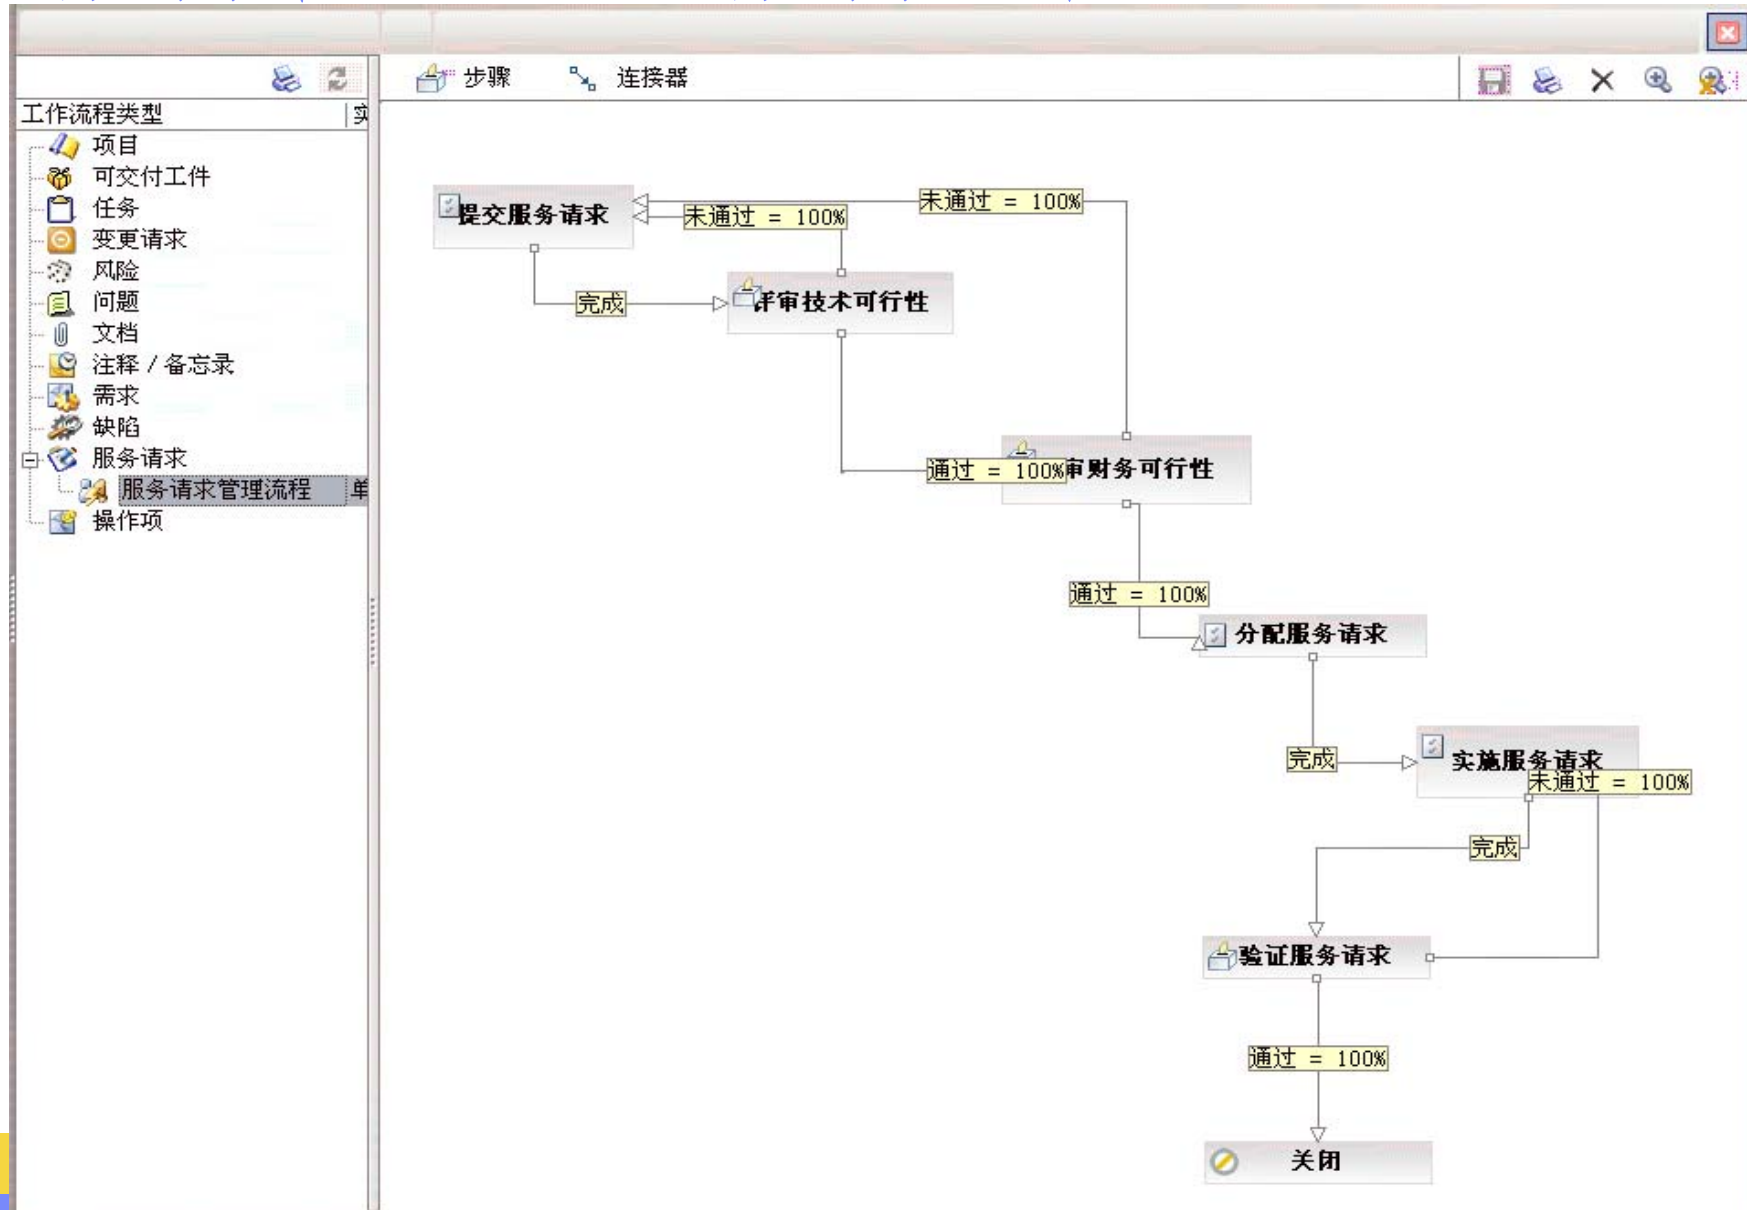 步骤 连接器
工作流程类型 实
项目
可交付工件
任务
变更请求
风险
问题
文档
注释 / 备忘录
需求
缺陷
服务请求
服务请求管理流程 单
操作项
提交服务请求
未通过 = 100%
未通过 = 100%
完成
评审技术可行性
通过 = 100%
审财务可行性
通过 = 100%
分配服务请求
完成
实施服务请求
未通过 = 100%
完成
验证服务请求
通过 = 100%
关闭